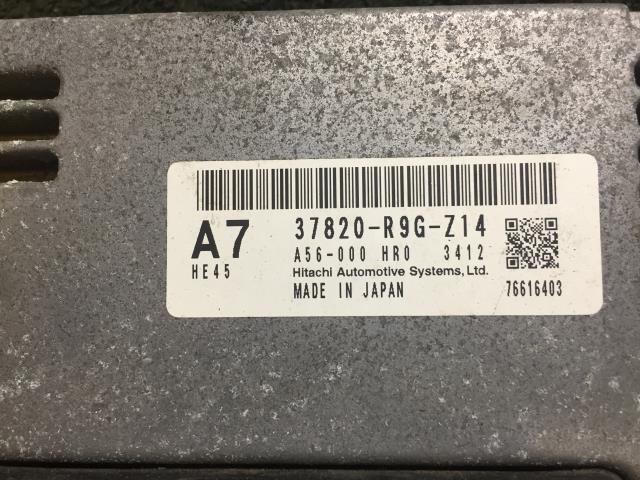 A7 37820-R9G-Z14
HE45 A56-000 HR0 3412
Hitachi Automotive Systems, Ltd.
MADE IN JAPAN 76616403